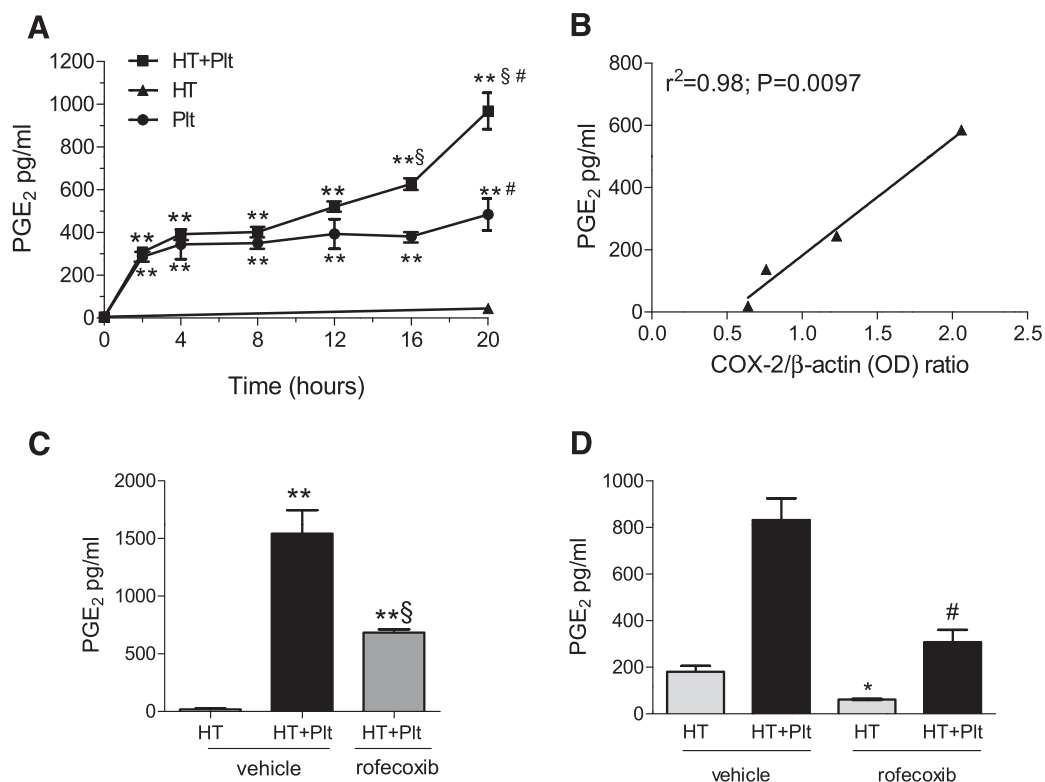 A
HT+Plt
HT
Plt
PGE2 pg/ml
1200
1000
800
600
400
200
0
** § #
**§
** #
**
**
**
**
**
**
**
**
**
0 4 8 12 16 20
Time (hours)
B
r2=0.98; P=0.0097
PGE2 pg/ml
800
600
400
200
0
0.0 0.5 1.0 1.5 2.0 2.5
COX-2/β-actin (OD) ratio
C
PGE2 pg/ml
2000
1500
1000
500
0
**
**§
HT HT+Plt HT+Plt
vehicle rofecoxib
D
PGE2 pg/ml
1000
800
600
400
200
0
*
#
HT HT+Plt HT HT+Plt
vehicle rofecoxib